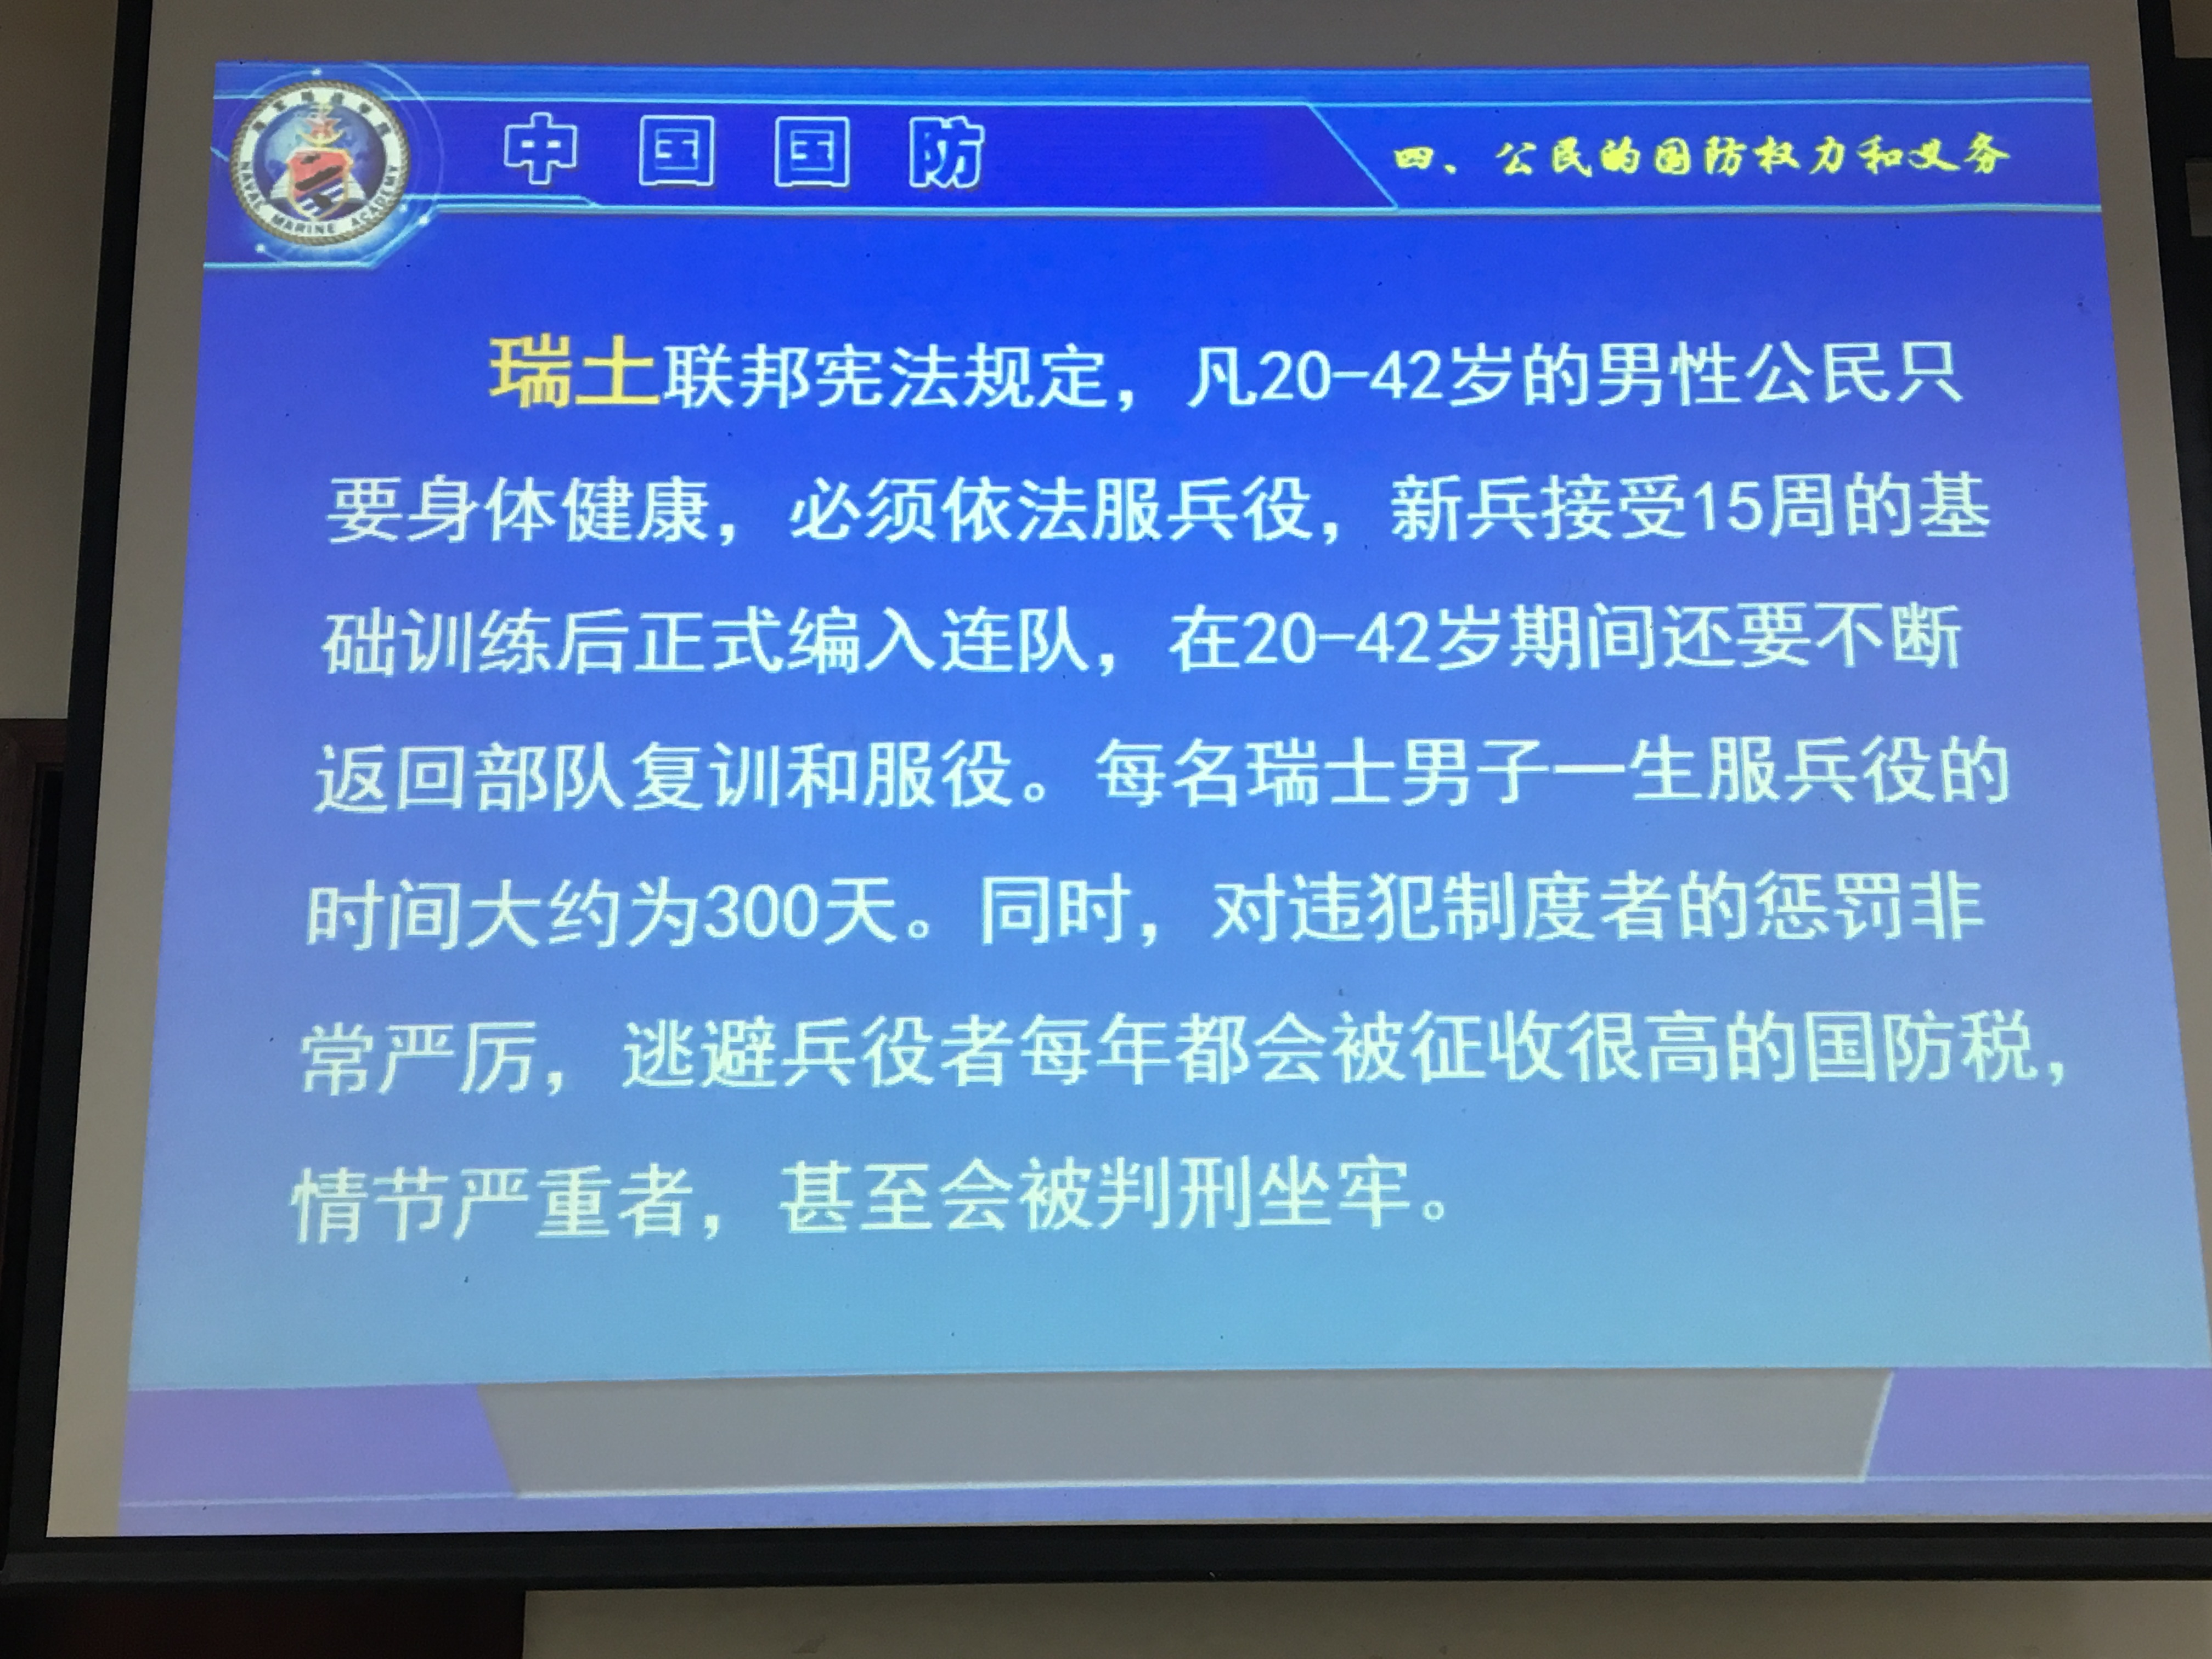 中国国防
四、公民的国防权力和义务
NAVAL MARINE ACADEMY
瑞土联邦宪法规定，凡20-42岁的男性公民只
要身体健康，必须依法服兵役，新兵接受15周的基
础训练后正式编入连队，在20-42岁期间还要不断
返回部队复训和服役。每名瑞士男子一生服兵役的
时间大约为300天。同时，对违犯制度者的惩罚非
常严厉，逃避兵役者每年都会被征收很高的国防税，
情节严重者，甚至会被判刑坐牢。